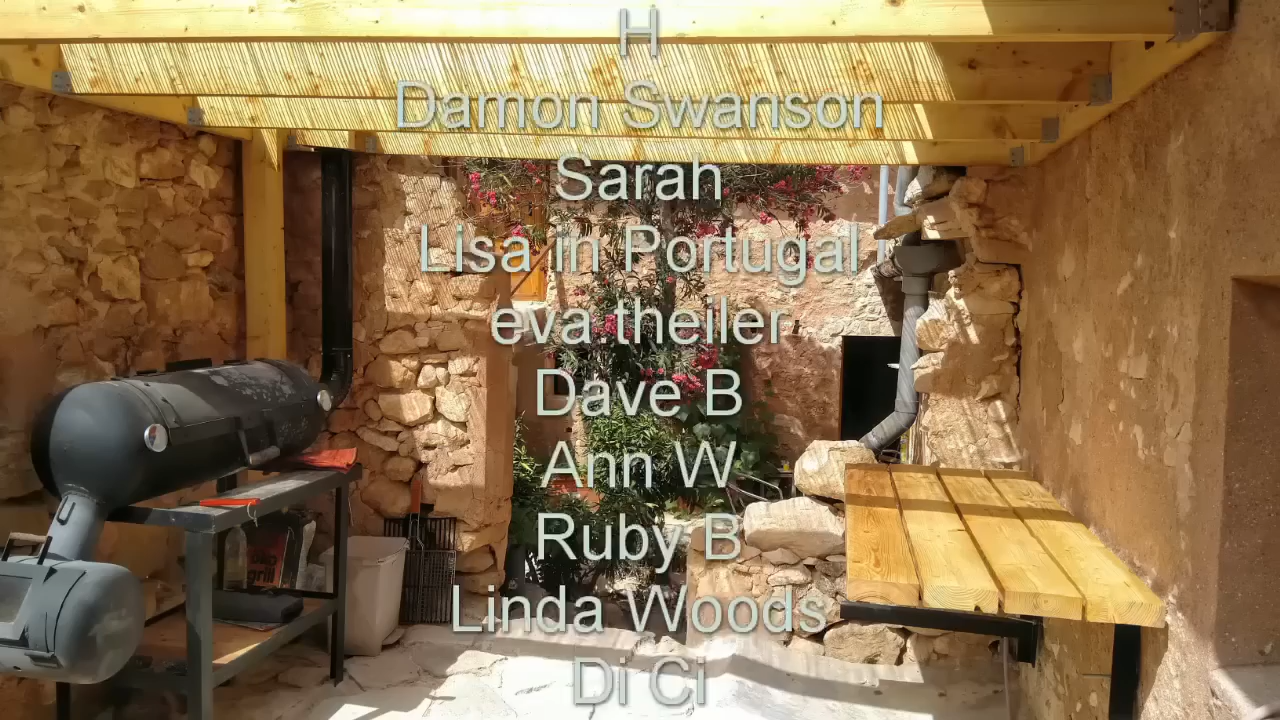 H
Damon Swanson
Sarah
Lisa in Portugal
eva.theiler
Dave B
Ann W
Ruby B
Linda Woods
Di Ci